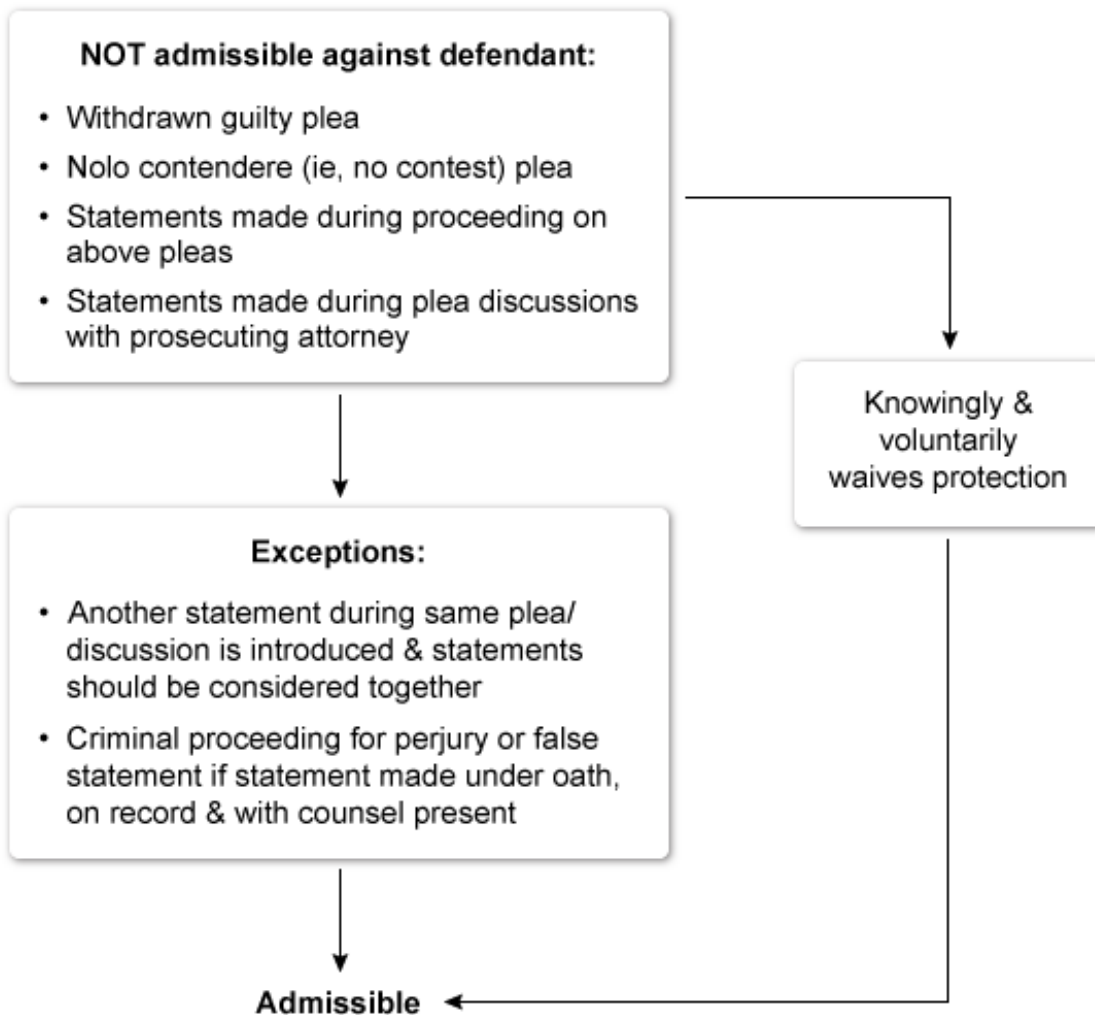 NOT admissible against defendant:
• Withdrawn guilty plea
• Nolo contendere (ie, no contest) plea
• Statements made during proceeding on
above pleas
• Statements made during plea discussions
with prosecuting attorney
Knowingly &
voluntarily
waives protection
Exceptions:
• Another statement during same plea/
discussion is introduced & statements
should be considered together
• Criminal proceeding for perjury or false
statement if statement made under oath,
on record & with counsel present
Admissible